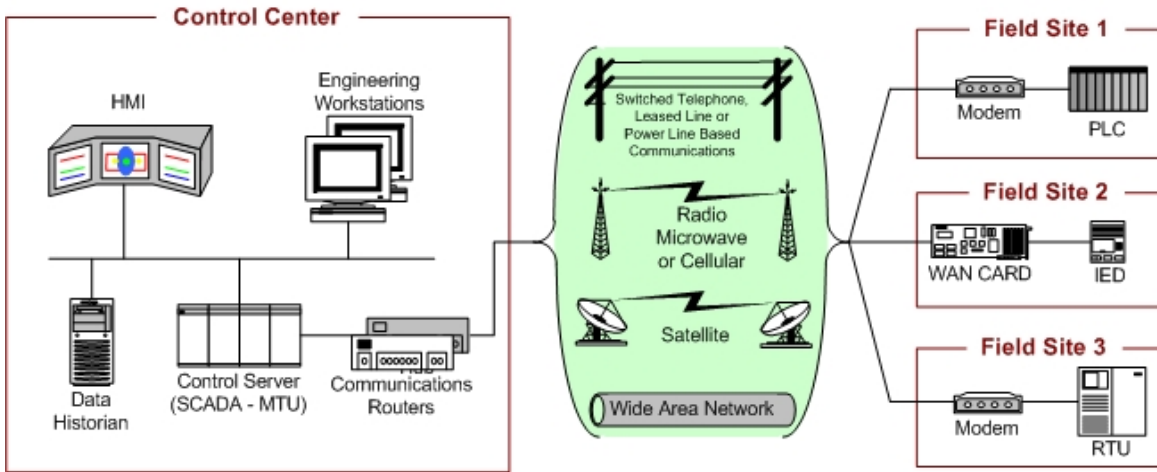 Control Center
HMI
Engineering
Workstations
Data
Historian
Control Server
(SCADA - MTU)
Communications
Routers
Switched Telephone,
Leased Line or
Power Line Based
Communications
Radio
Microwave
or Cellular
Satellite
Wide Area Network
Field Site 1
Modem
PLC
Field Site 2
WAN CARD
IED
Field Site 3
Modem
RTU